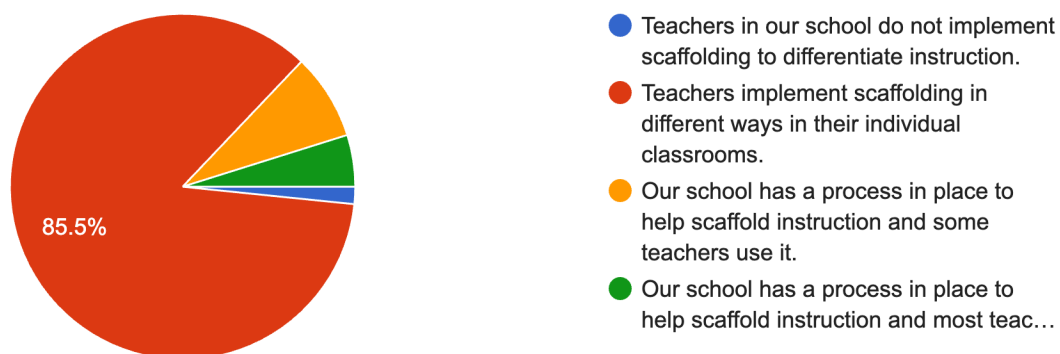 Teachers in our school do not implement
scaffolding to differentiate instruction.
Teachers implement scaffolding in
different ways in their individual
classrooms.
Our school has a process in place to
help scaffold instruction and some
teachers use it.
Our school has a process in place to
help scaffold instruction and most teac…
85.5%